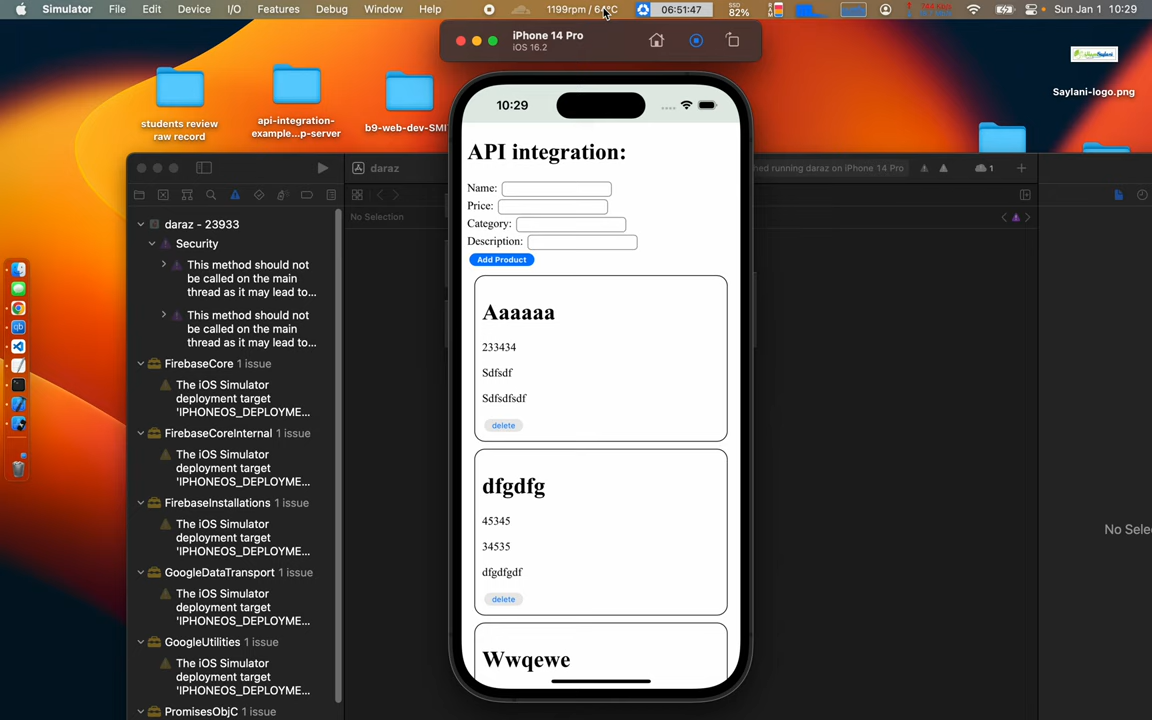 Simulator File Edit Device I/O Features Debug Window Help
1199rpm / 64°C
06:51:47
SSD
82%
Sun Jan 1 10:29
iPhone 14 Pro
iOS 16.2
students review
raw record
api-integration-
example...p-server
b9-web-dev-SMI
Saylani-logo.png
daraz
hed running daraz on iPhone 14 Pro
1
No Selection
daraz - 23933
Security
This method should not
be called on the main
thread as it may lead to...
This method should not
be called on the main
thread as it may lead to...
FirebaseCore 1 issue
The iOS Simulator
deployment target
'IPHONEOS_DEPLOYME...
FirebaseCoreInternal 1 issue
The iOS Simulator
deployment target
'IPHONEOS_DEPLOYME...
FirebaseInstallations 1 issue
The iOS Simulator
deployment target
'IPHONEOS_DEPLOYME...
GoogleDataTransport 1 issue
The iOS Simulator
deployment target
'IPHONEOS_DEPLOYME...
GoogleUtilities 1 issue
The iOS Simulator
deployment target
'IPHONEOS_DEPLOYME...
PromisesObjC 1 issue
10:29
API integration:
Name:
Price:
Category:
Description:
Add Product
Aaaaaa
233434
Sdfsdf
Sdfsdfsdf
delete
dfgdfg
45345
34535
dfgdfgdf
delete
Wwqewe
No Sele